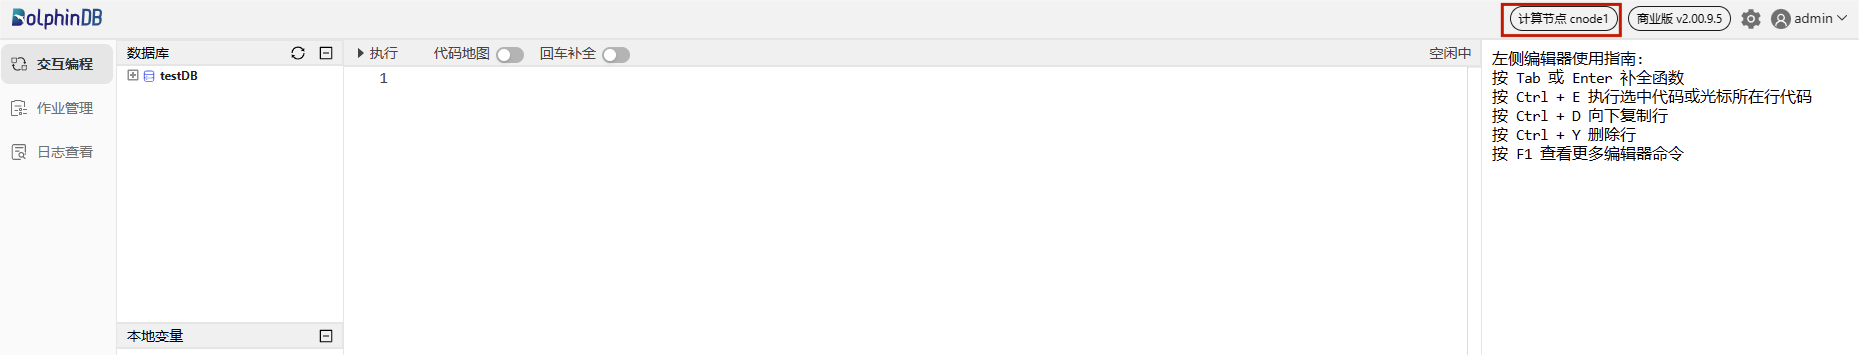 DolphinDB
计算节点 cnode1
商业版 v2.00.9.5
admin
交互编程
作业管理
日志查看
数据库
testDB
本地变量
执行
代码地图
回车补全
空闲中
1
左侧编辑器使用指南:
按 Tab 或 Enter 补全函数
按 Ctrl + E 执行选中代码或光标所在行代码
按 Ctrl + D 向下复制行
按 Ctrl + Y 删除行
按 F1 查看更多编辑器命令